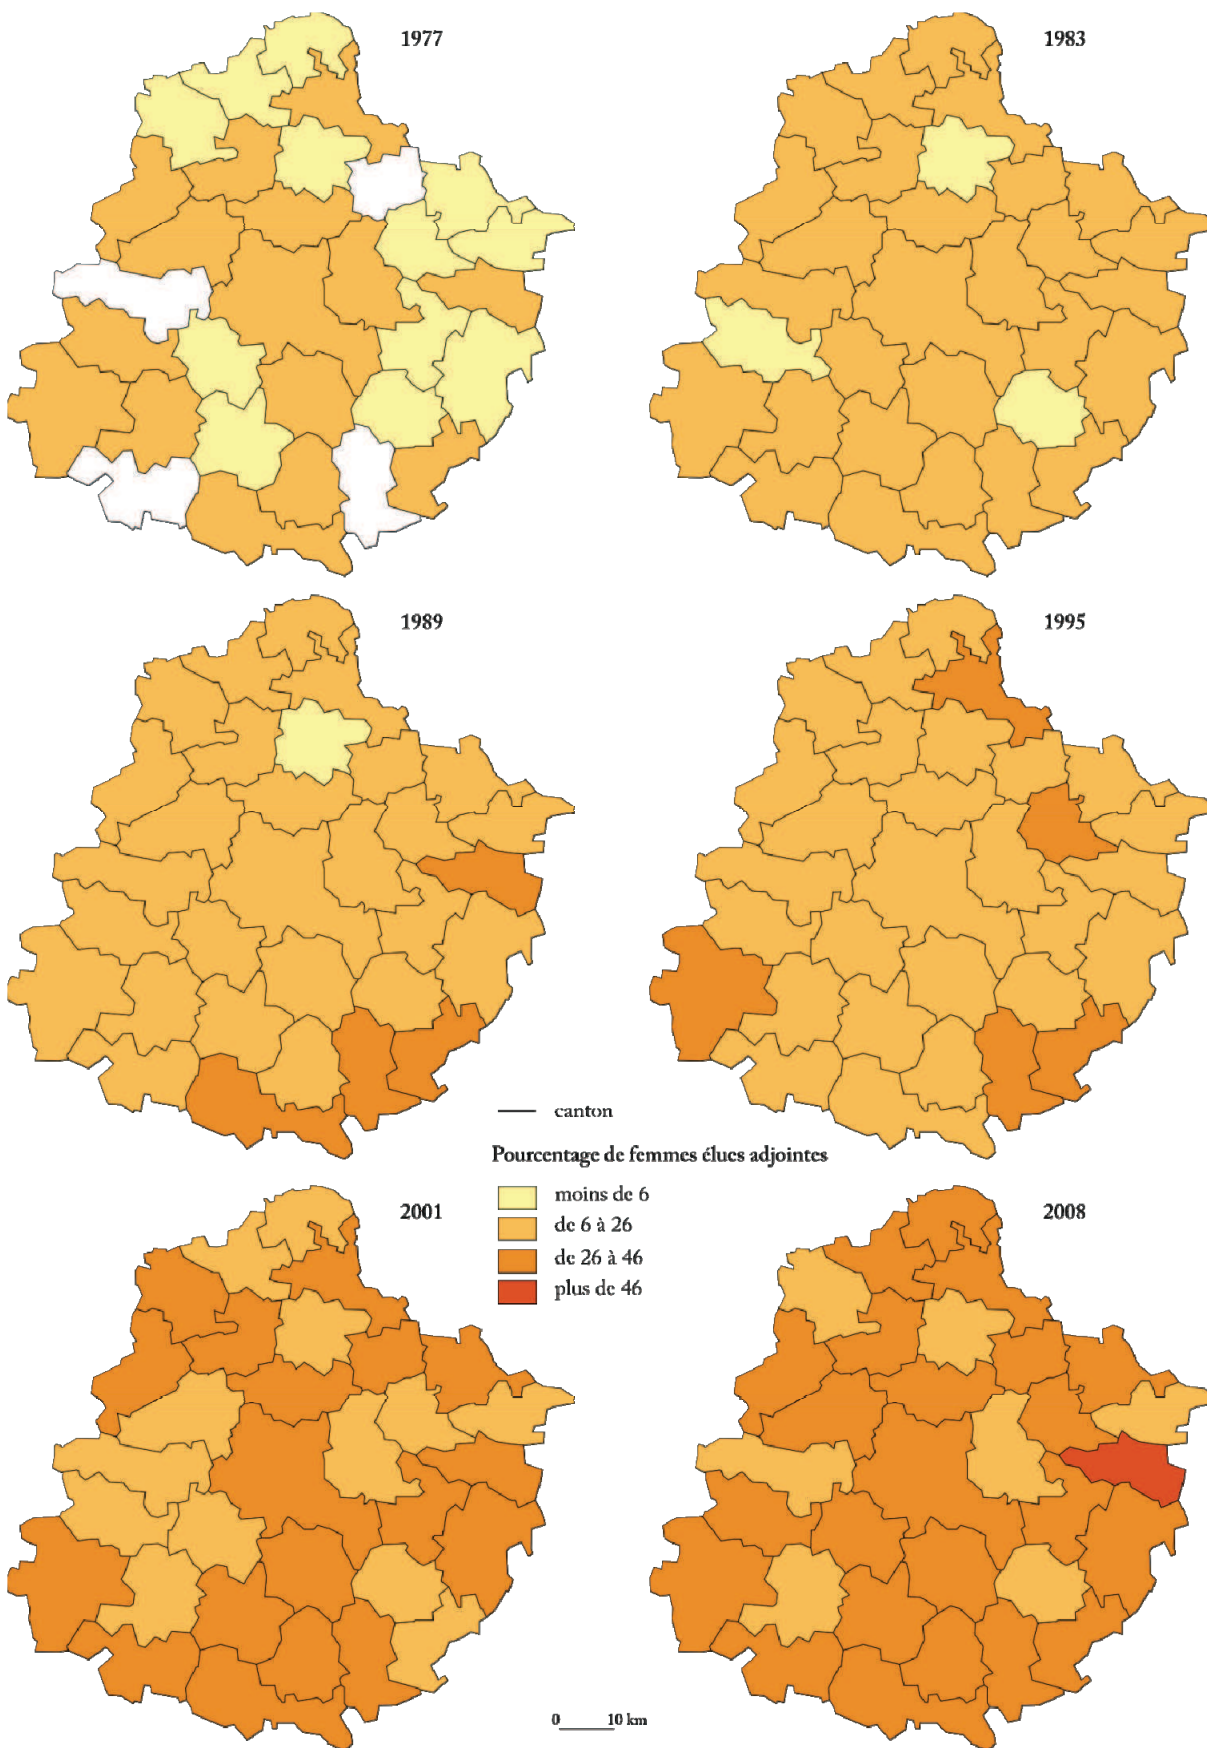 1977
1983
1989
1995
canton
Pourcentage de femmes élues adjointes
moins de 6
de 6 à 26
de 26 à 46
plus de 46
2001
2008
0 10 km